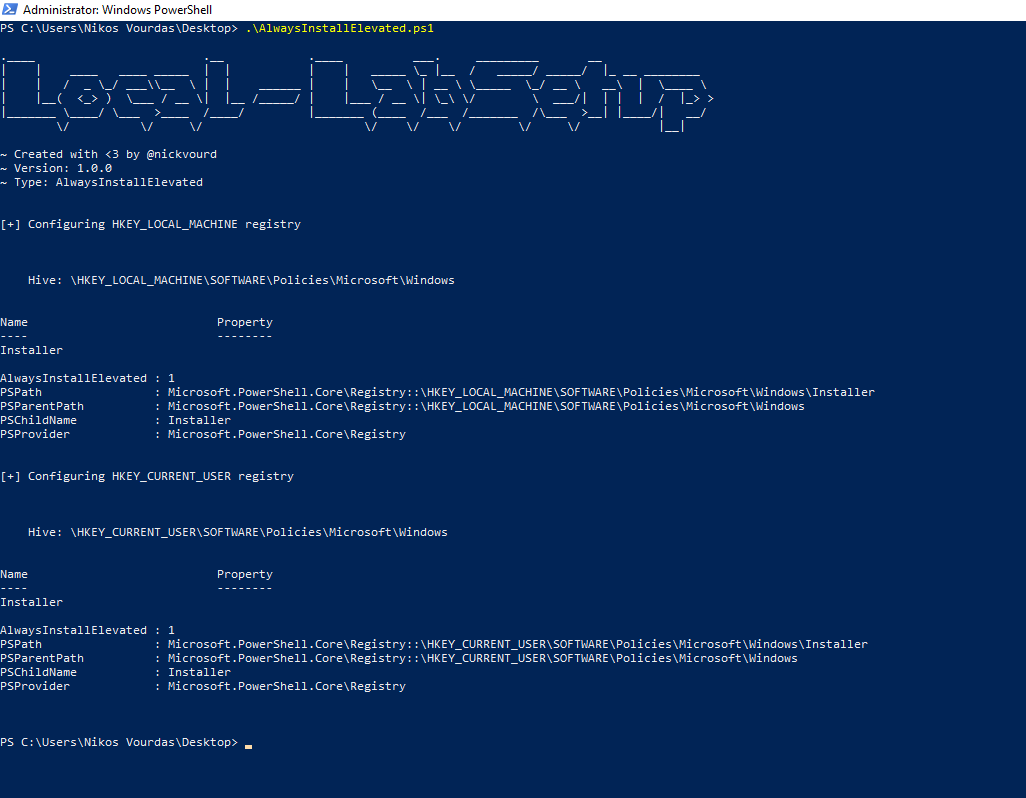 Administrator: Windows PowerShell
PS C:\Users\Nikos Vourdas\Desktop> .\AlwaysInstallElevated.ps1
Local - LabSetup
~ Created with <3 by @nickvourd
~ Version: 1.0.0
~ Type: AlwaysInstallElevated
[+] Configuring HKEY_LOCAL_MACHINE registry
Hive: \HKEY_LOCAL_MACHINE\SOFTWARE\Policies\Microsoft\Windows
Name Property
---- --------
Installer
AlwaysInstallElevated : 1
PSPath : Microsoft.PowerShell.Core\Registry::\HKEY_LOCAL_MACHINE\SOFTWARE\Policies\Microsoft\Windows\Installer
PSParentPath : Microsoft.PowerShell.Core\Registry::\HKEY_LOCAL_MACHINE\SOFTWARE\Policies\Microsoft\Windows
PSChildName : Installer
PSProvider : Microsoft.PowerShell.Core\Registry
[+] Configuring HKEY_CURRENT_USER registry
Hive: \HKEY_CURRENT_USER\SOFTWARE\Policies\Microsoft\Windows
Name Property
---- --------
Installer
AlwaysInstallElevated : 1
PSPath : Microsoft.PowerShell.Core\Registry::\HKEY_CURRENT_USER\SOFTWARE\Policies\Microsoft\Windows\Installer
PSParentPath : Microsoft.PowerShell.Core\Registry::\HKEY_CURRENT_USER\SOFTWARE\Policies\Microsoft\Windows
PSChildName : Installer
PSProvider : Microsoft.PowerShell.Core\Registry
PS C:\Users\Nikos Vourdas\Desktop>